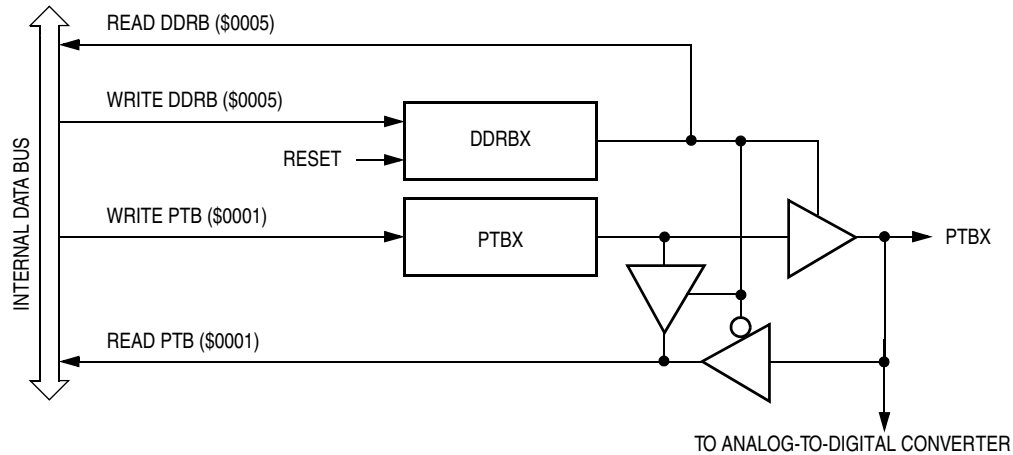 READ DDRB ($0005)
WRITE DDRB ($0005)
DDRBX
RESET
WRITE PTB ($0001)
PTBX
PTBX
INTERNAL DATA BUS
READ PTB ($0001)
TO ANALOG-TO-DIGITAL CONVERTER